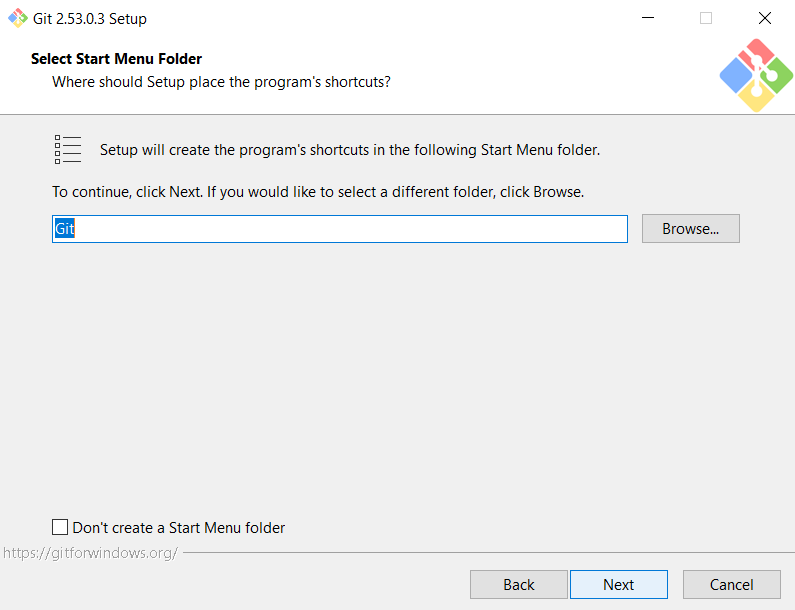 Git 2.53.0.3 Setup
Select Start Menu Folder
Where should Setup place the program's shortcuts?
Setup will create the program's shortcuts in the following Start Menu folder.
To continue, click Next. If you would like to select a different folder, click Browse.
Git
Browse...
Don't create a Start Menu folder
https://gitforwindows.org/
Back Next Cancel